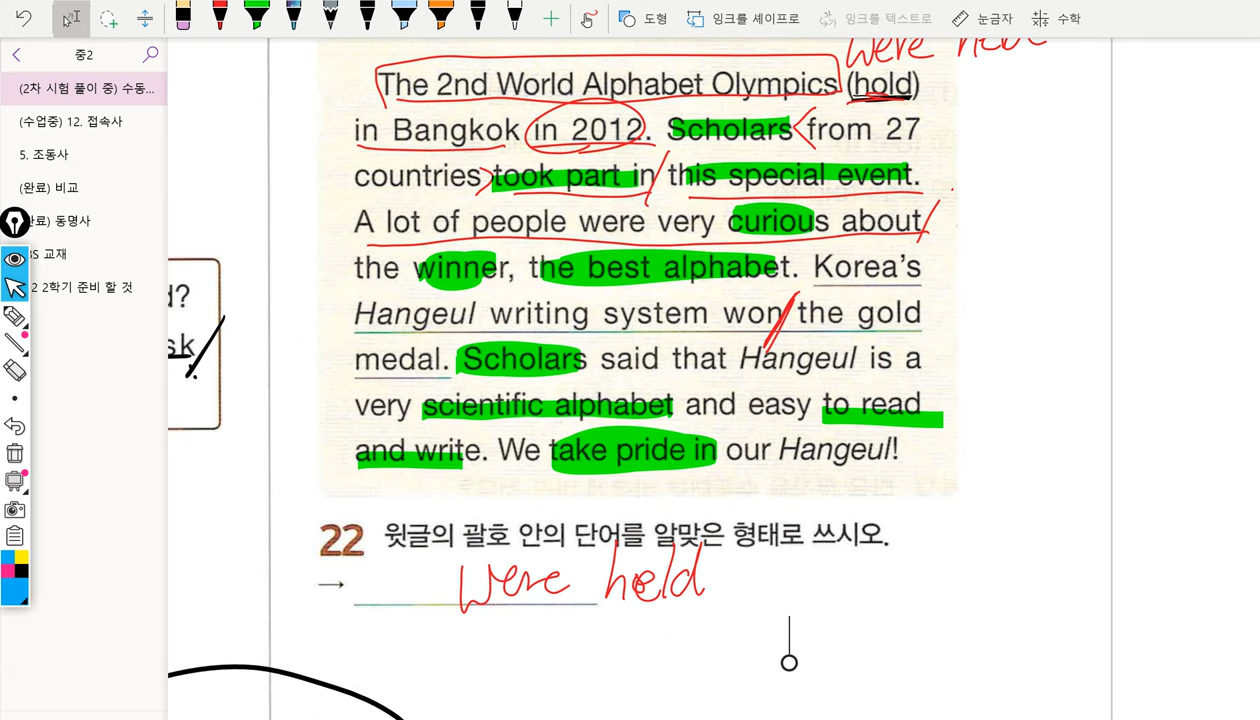 도형
잉크를 셰이프로
잉크를 텍스트로
눈금자
수학
중2
(2차 시험 풀이 중) 수동...
(수업중) 12. 접속사
5. 조동사
(완료) 비교
완료) 동명사
BS 교재
2 2학기 준비 할 것
d?
sk
.
were held
The 2nd World Alphabet Olympics (hold)
in Bangkok in 2012. Scholars from 27
countries took part in this special event.
A lot of people were very curious about
the winner, the best alphabet. Korea's
Hangeul writing system won the gold
medal. Scholars said that Hangeul is a
very scientific alphabet and easy to read
and write. We take pride in our Hangeul!
22 윗글의 괄호 안의 단어를 알맞은 형태로 쓰시오.
→ were held